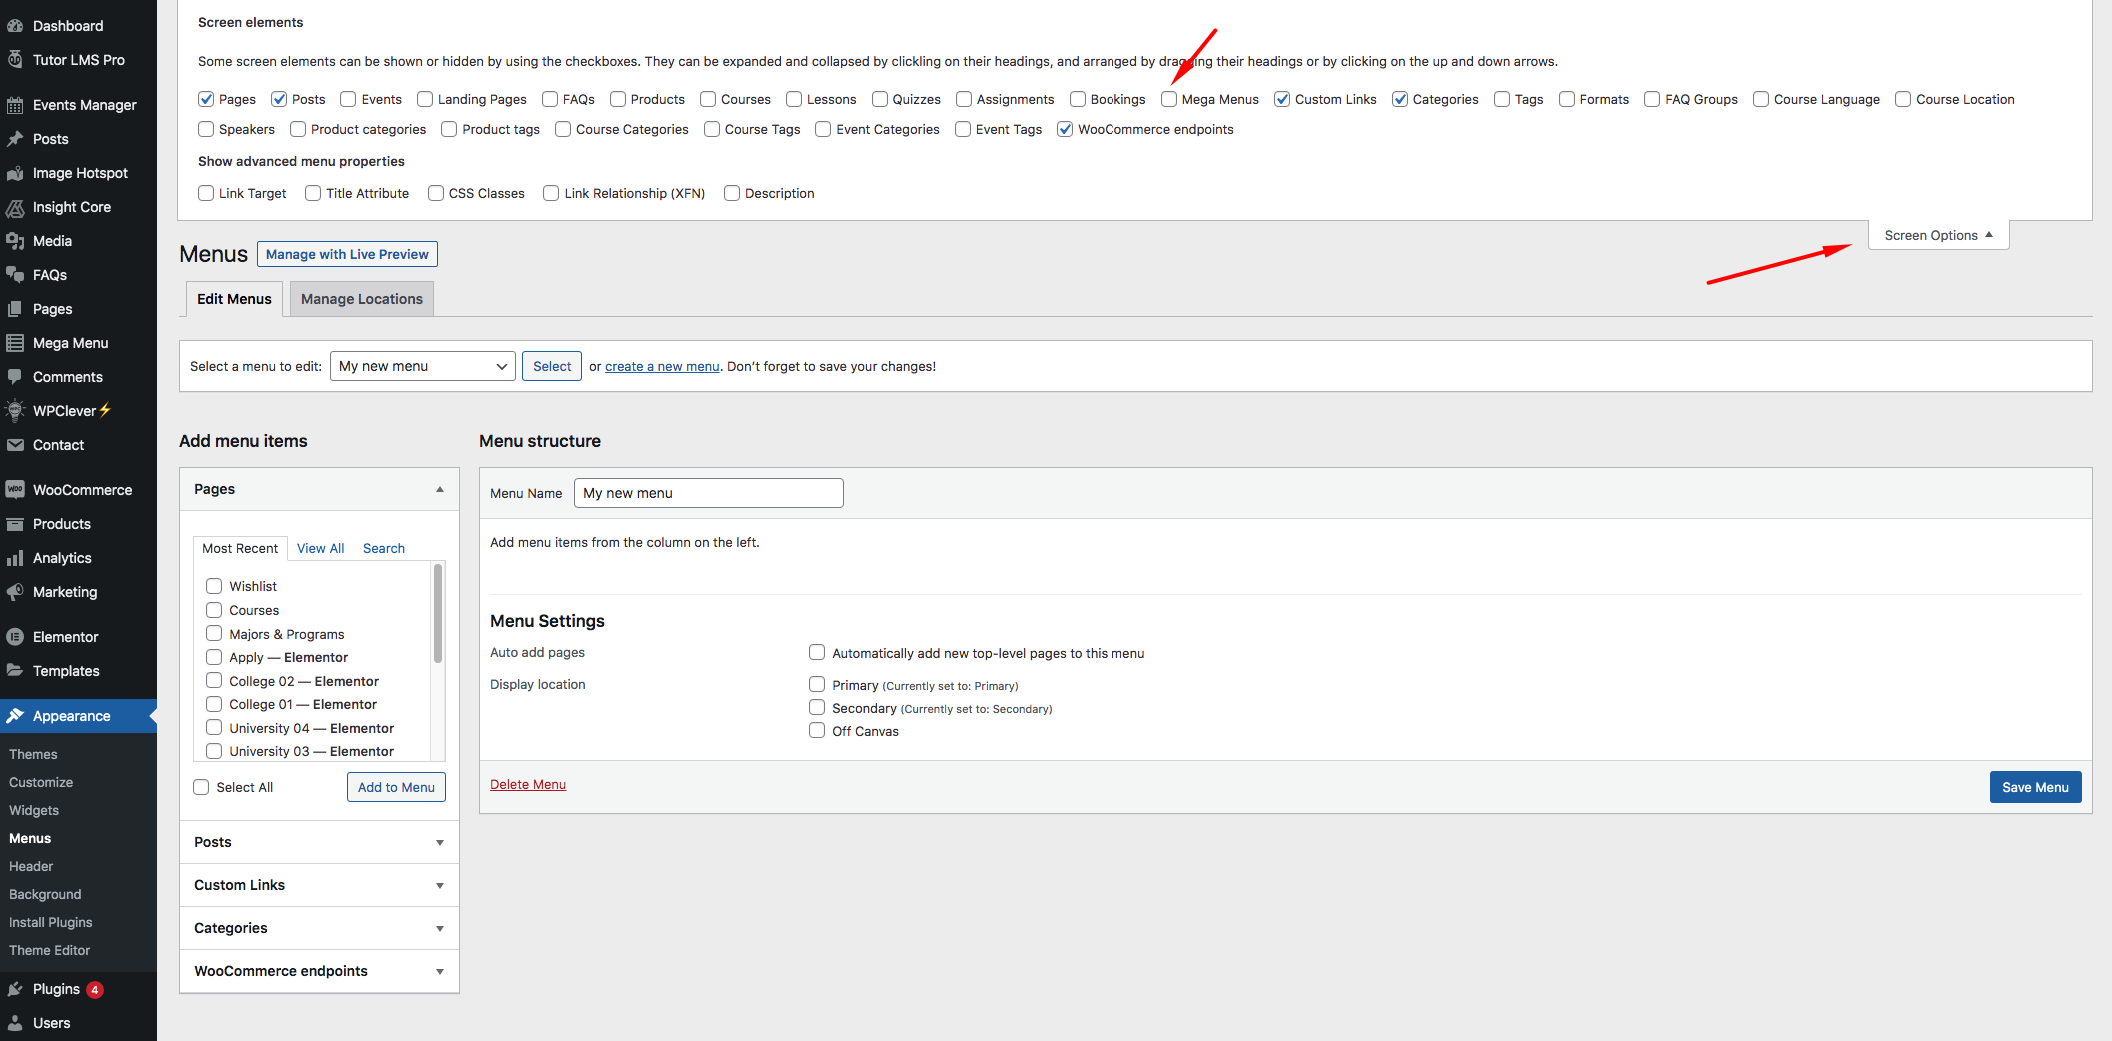 Dashboard
Tutor LMS Pro
Events Manager
Posts
Image Hotspot
Insight Core
Media
FAQs
Pages
Mega Menu
Comments
WPClever⚡
Contact
WooCommerce
Products
Analytics
Marketing
Elementor
Templates
Appearance
Themes
Customize
Widgets
Menus
Header
Background
Install Plugins
Theme Editor
Plugins 4
Users
Screen elements
Some screen elements can be shown or hidden by using the checkboxes. They can be expanded and collapsed by clickling on their headings, and arranged by dragging their headings or by clicking on the up and down arrows.
Pages Posts Events Landing Pages FAQs Products Courses Lessons Quizzes Assignments Bookings Mega Menus Custom Links Categories Tags Formats FAQ Groups Course Language Course Location
Speakers Product categories Product tags Course Categories Course Tags Event Categories Event Tags WooCommerce endpoints
Show advanced menu properties
Link Target Title Attribute CSS Classes Link Relationship (XFN) Description
Screen Options
Menus Manage with Live Preview
Edit Menus Manage Locations
Select a menu to edit: My new menu Select or create a new menu. Don't forget to save your changes!
Add menu items
Pages
Most Recent View All Search
Wishlist
Courses
Majors & Programs
Apply — Elementor
College 02 — Elementor
College 01 — Elementor
University 04 — Elementor
University 03 — Elementor
Select All Add to Menu
Posts
Custom Links
Categories
WooCommerce endpoints
Menu structure
Menu Name My new menu
Add menu items from the column on the left.
Menu Settings
Auto add pages Automatically add new top-level pages to this menu
Display location Primary (Currently set to: Primary)
Secondary (Currently set to: Secondary)
Off Canvas
Delete Menu Save Menu